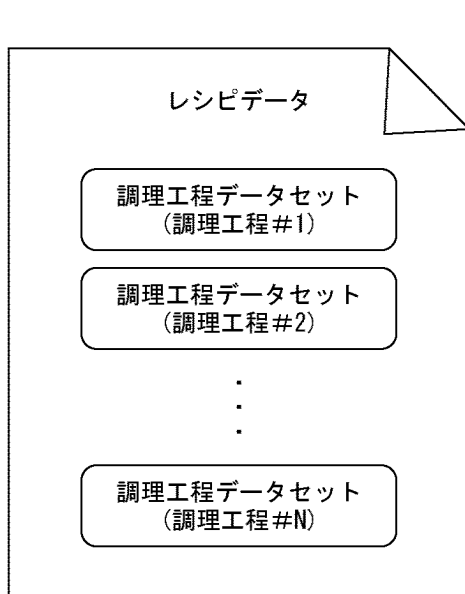 レシピデータ
調理工程データセット
(調理工程#1)
調理工程データセット
(調理工程#2)
・
・
・
調理工程データセット
(調理工程#N)